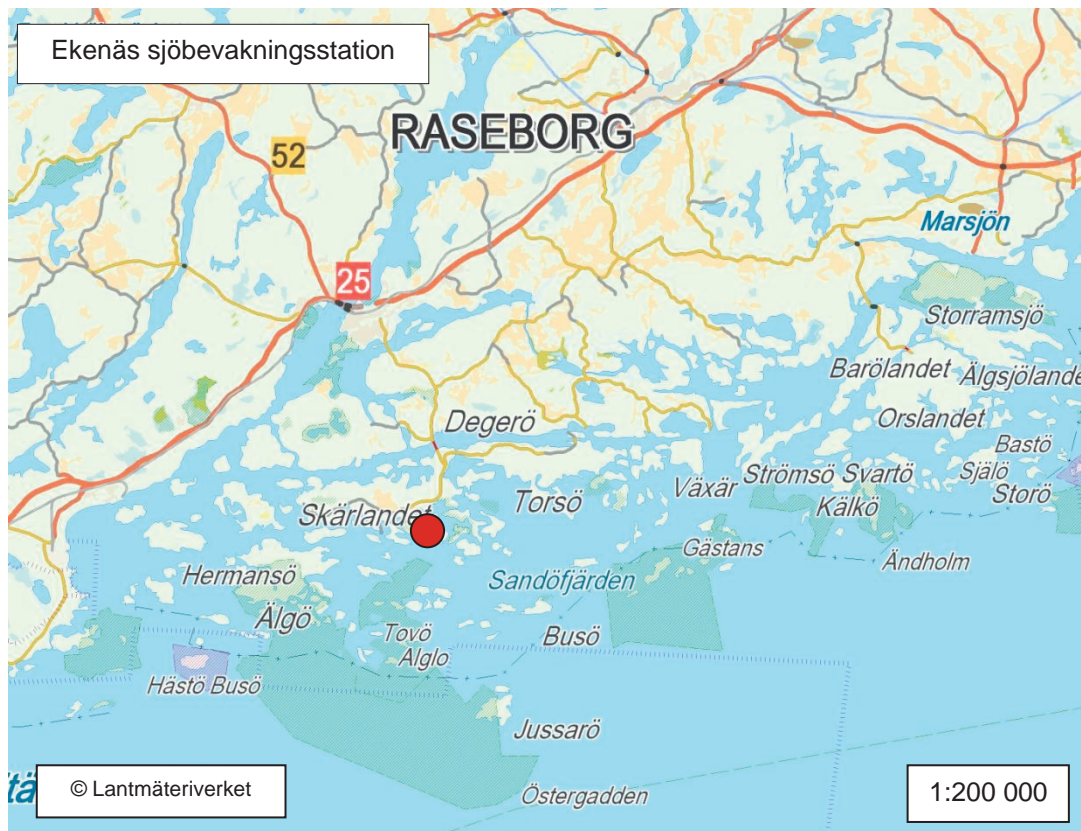 Ekenäs sjöbevakningsstation
RASEBORG
52
Marsjön
25
Storramsjö
Barölandet
Älgsjölande
Degerö
Orslandet
Bastö
Själö
Växär
Strömsö
Svartö
Storö
Torsö
Kälkö
Skärlandet
Gästans
Ändholm
Hermansö
Sandöfjärden
Älgö
Tovö
Busö
Alglo
Hästö Busö
Jussarö
© Lantmäteriverket
Östergadden
1:200 000